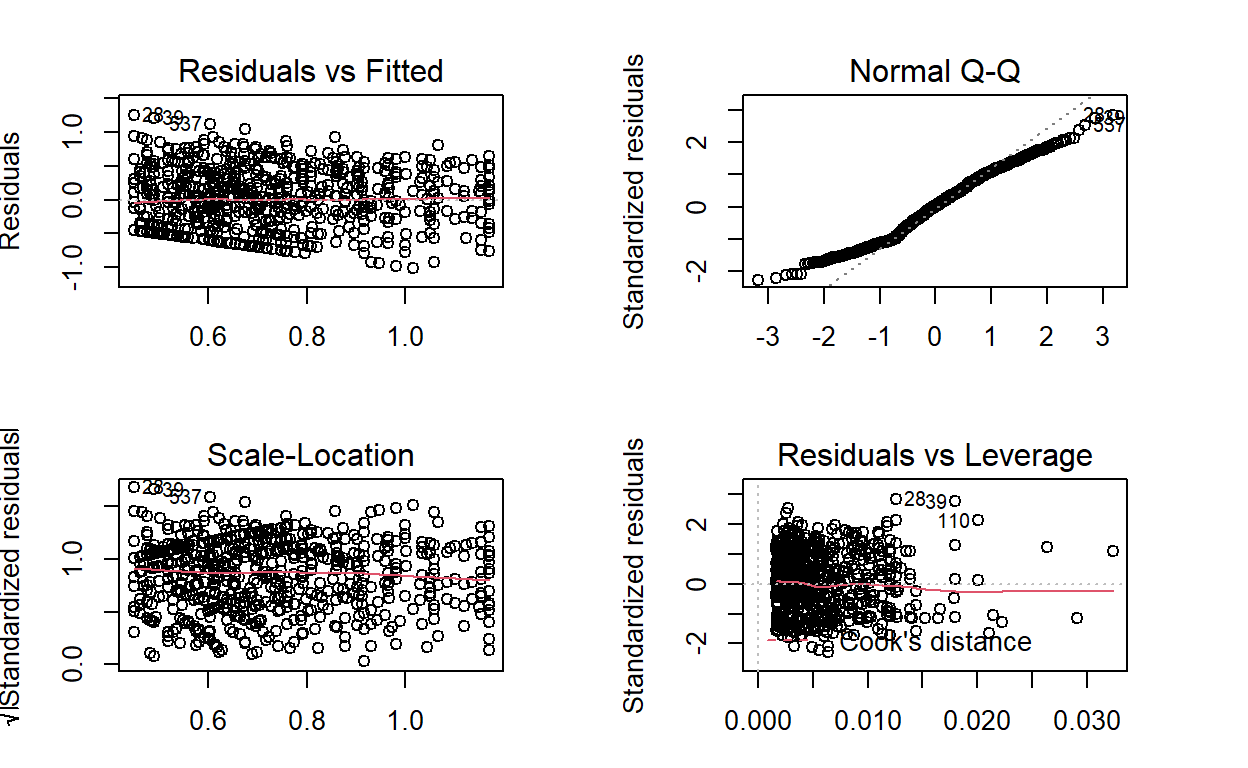 Residuals vs Fitted
Residuals
-1.0 0.0 1.0
28 39
537
0.6 0.8 1.0
Normal Q-Q
Standardized residuals
-2 0 2
28 39
537
-3 -2 -1 0 1 2 3
Scale-Location
√|Standardized residuals|
0.0 1.0
28 39
537
0.6 0.8 1.0
Residuals vs Leverage
Standardized residuals
-2 0 2
28 39
110
Cook's distance
0.000 0.010 0.020 0.030